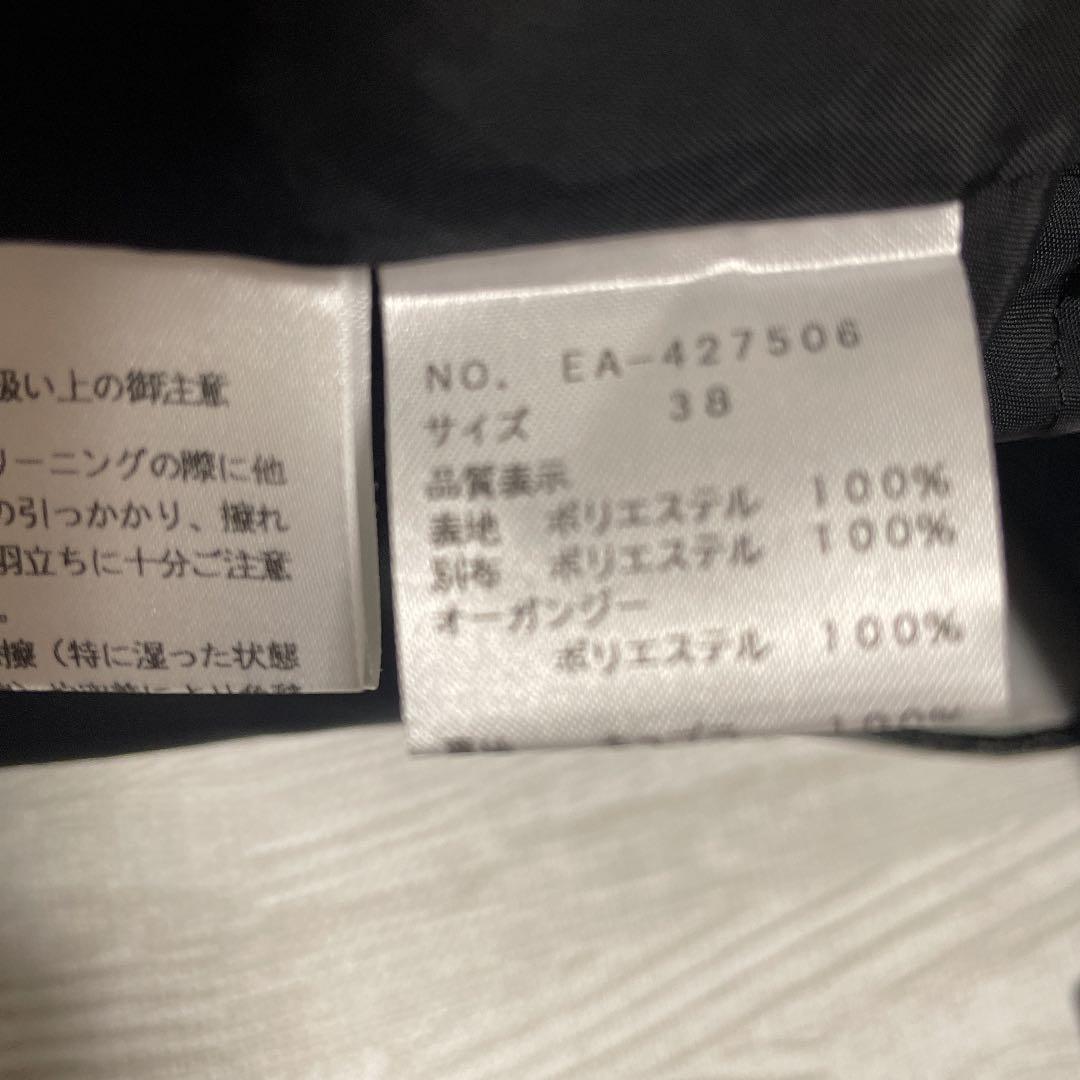 扱い上の御注意
リーニングの際に他
の引っかかり、擦れ
羽立ちに十分ご注意
。
擦（特に湿った状態
NO. EA-427506
サイズ 38
品質表示
表地 ポリエステル 100%
別布 ポリエステル 100%
オーガンジー
ポリエステル 100%
100%